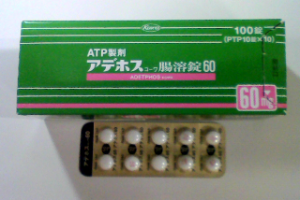 Kowa
100錠
(PTP10錠×10)
ATP製剤
アデホスコーワ腸溶錠60
ADETPHOS KOWA
60mg